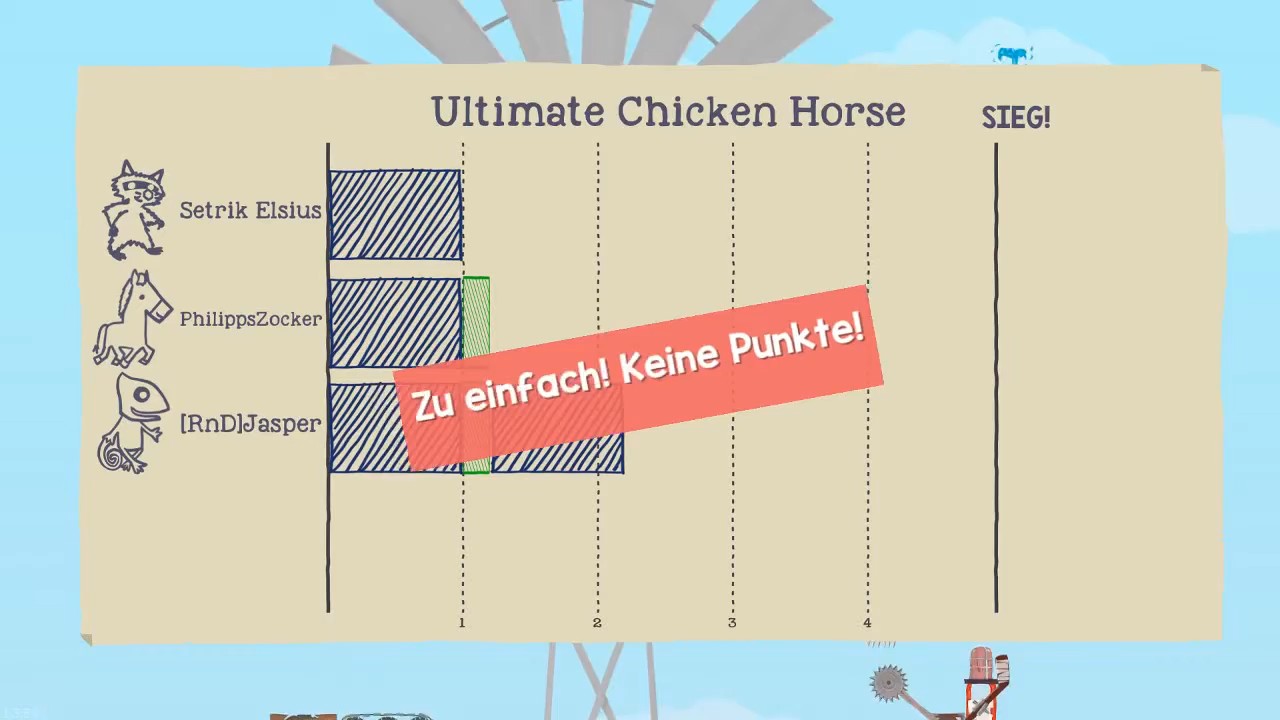 Ultimate Chicken Horse
SIEG!
Setrik Elsius
PhilippsZocker
Zu einfach! Keine Punkte!
[RnD]Jasper
1 2 3 4